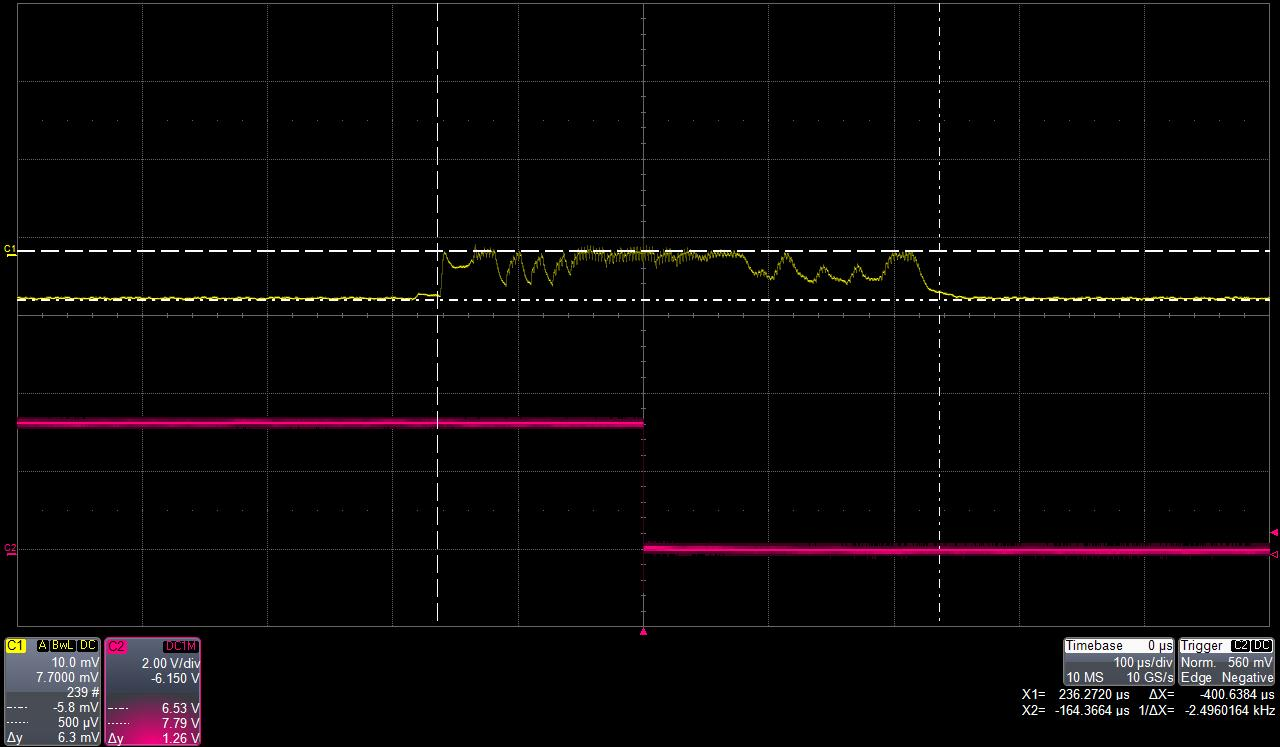 C1
C2
C1 A BwL DC
10.0 mV
7.7000 mV
239 #
-5.8 mV
500 µV
Δy 6.3 mV
C2 DC1M
2.00 V/div
-6.150 V
6.53 V
7.79 V
1.26 V
Timebase 0 µs
100 µs/div
10 MS 10 GS/s
Trigger C2 DC
Norm. 560 mV
Edge Negative
X1= 236.2720 µs ΔX= -400.6384 µs
X2= -164.3664 µs 1/ΔX= -2.4960164 kHz